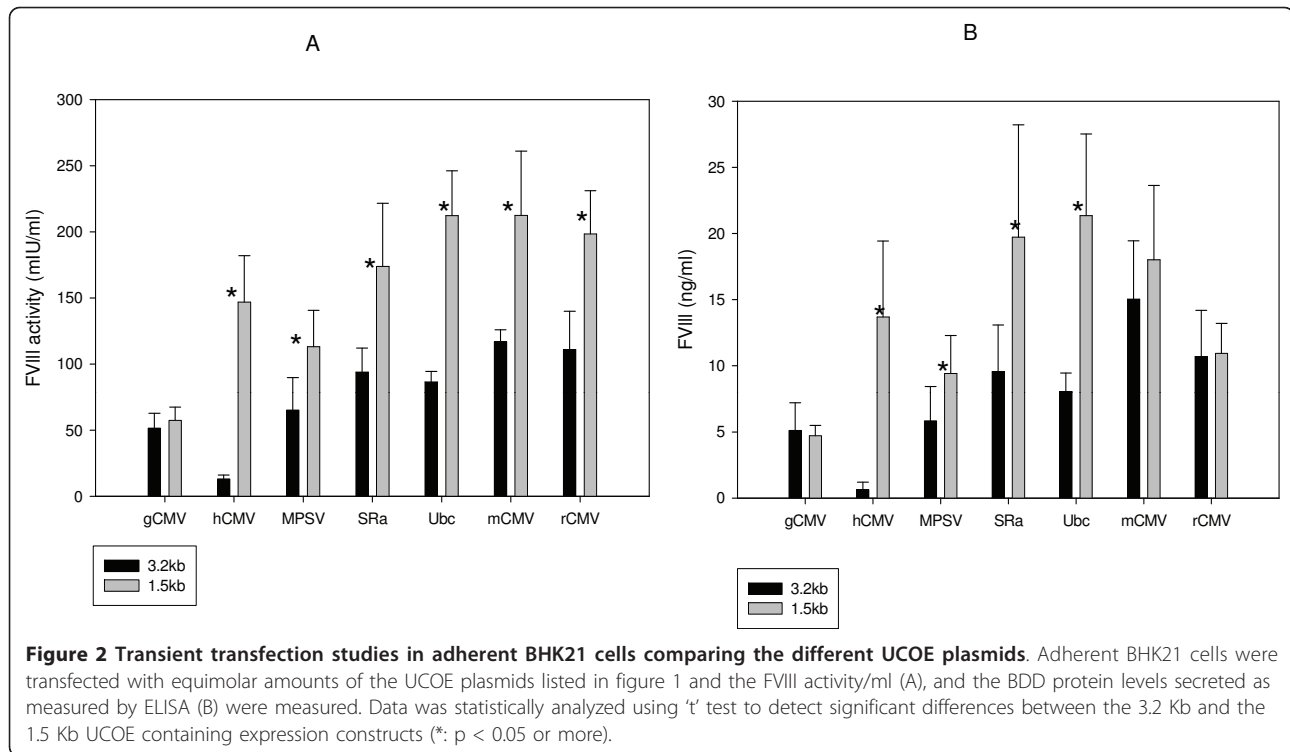 A
300
250
200
150
100
50
0
FVIII activity (mIU/ml)
*
*
*
*
*
*
gCMV hCMV MPSV SRa Ubc mCMV rCMV
3.2kb
1.5kb
B
30
25
20
15
10
5
0
FVIII (ng/ml)
*
*
*
*
gCMV hCMV MPSV SRa Ubc mCMV rCMV
3.2kb
1.5kb
Figure 2 Transient transfection studies in adherent BHK21 cells comparing the different UCOE plasmids. Adherent BHK21 cells were
transfected with equimolar amounts of the UCOE plasmids listed in figure 1 and the FVIII activity/ml (A), and the BDD protein levels secreted as
measured by ELISA (B) were measured. Data was statistically analyzed using ‘t’ test to detect significant differences between the 3.2 Kb and the
1.5 Kb UCOE containing expression constructs (*: p < 0.05 or more).